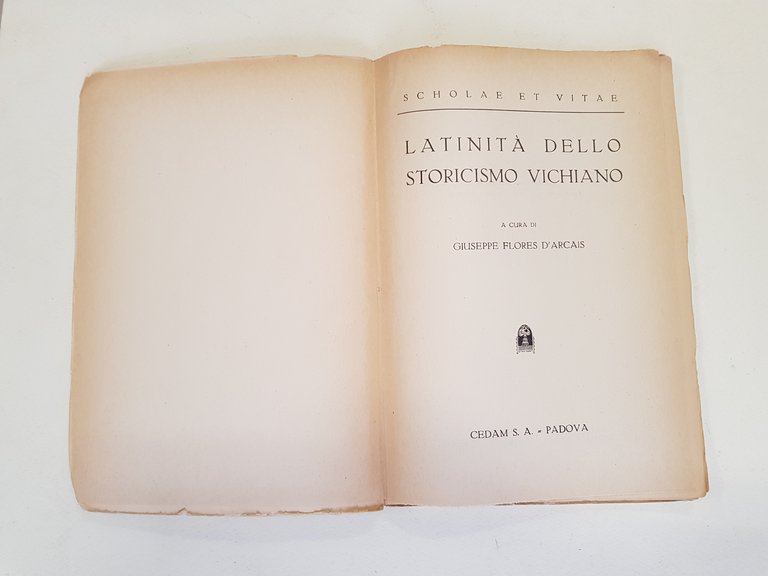 SCHOLAE ET VITAE
LATINITÀ DELLO
STORICISMO VICHIANO
A CURA DI
GIUSEPPE FLORES D'ARCAIS
CEDAM S. A. - PADOVA